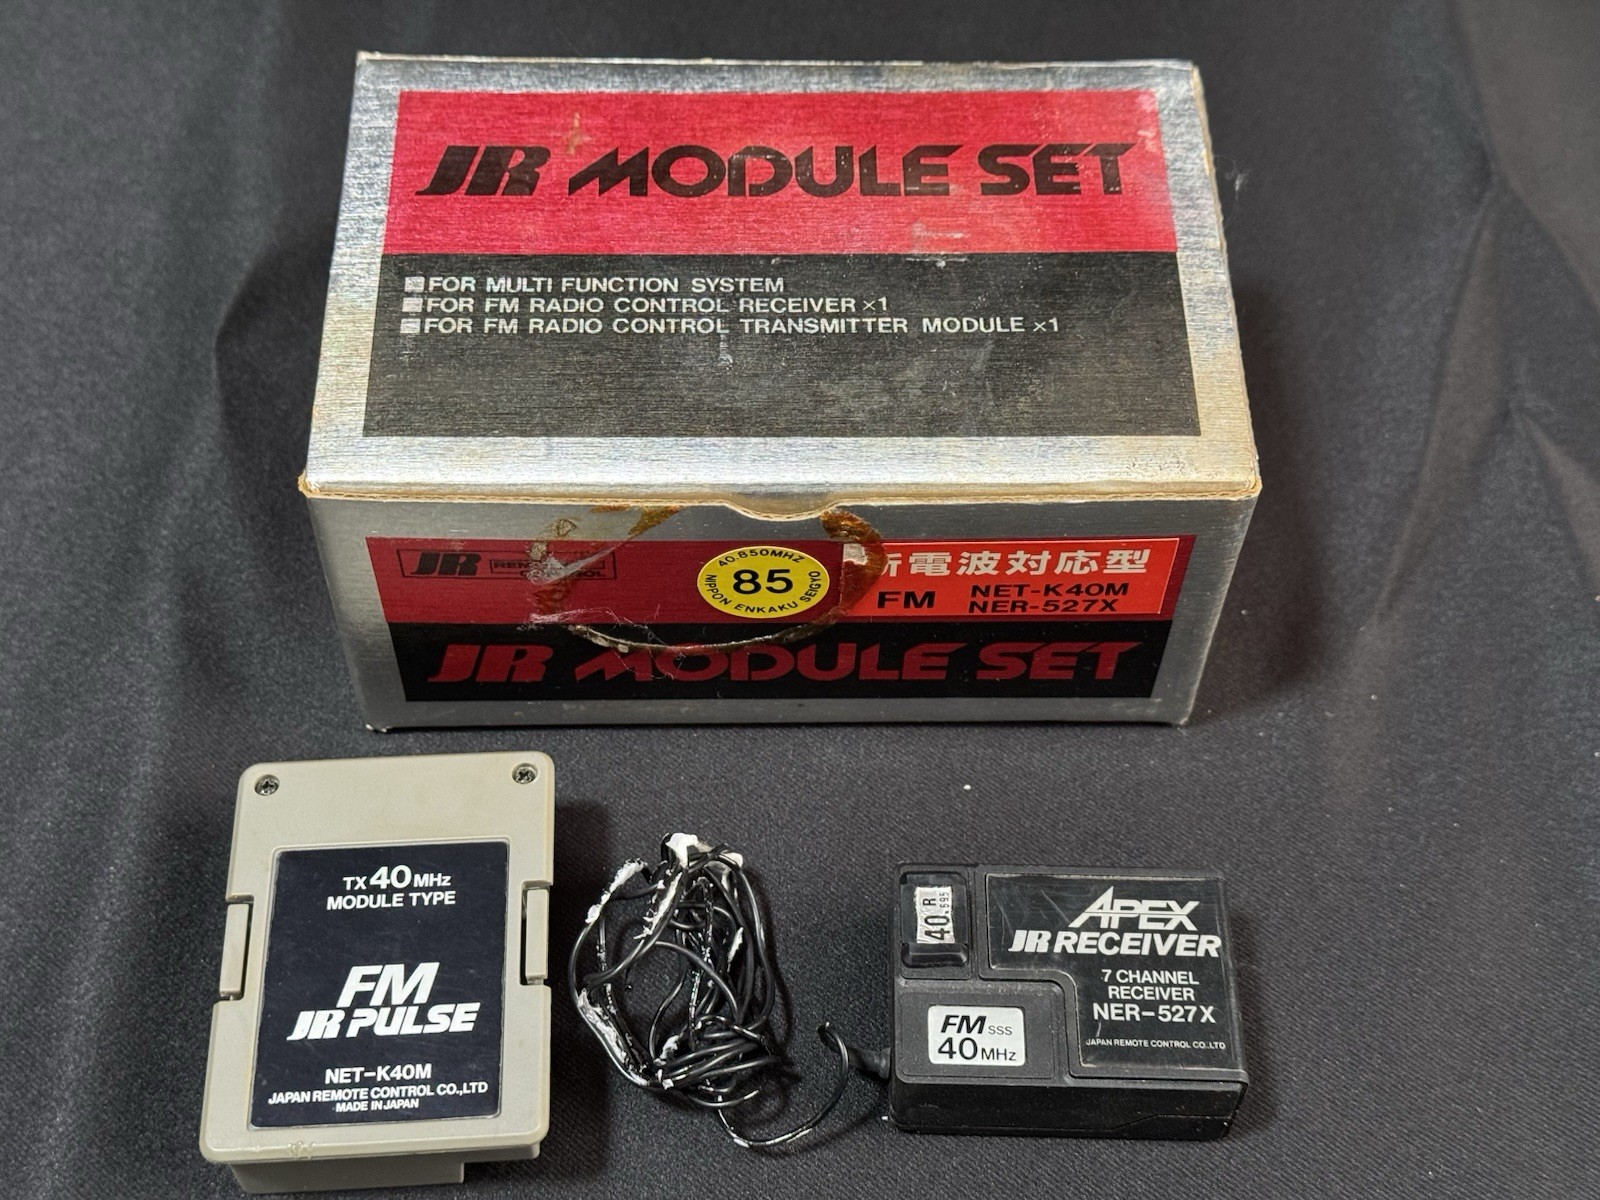 JR MODULE SET
FOR MULTI FUNCTION SYSTEM
FOR FM RADIO CONTROL RECEIVER ×1
FOR FM RADIO CONTROL TRANSMITTER MODULE ×1
JR
40.850MHZ
85
NIPPON ENKAKU SEIGYO
新電波対応型
FM NET-K40M
NER-527X
JR MODULE SET
TX 40 MHz
MODULE TYPE
FM
JR PULSE
NET-K40M
JAPAN REMOTE CONTROL CO.,LTD
MADE IN JAPAN
40 R
.695
APEX
JR RECEIVER
7 CHANNEL
RECEIVER
NER-527X
JAPAN REMOTE CONTROL CO.,LTD
FM SSS
40 MHz